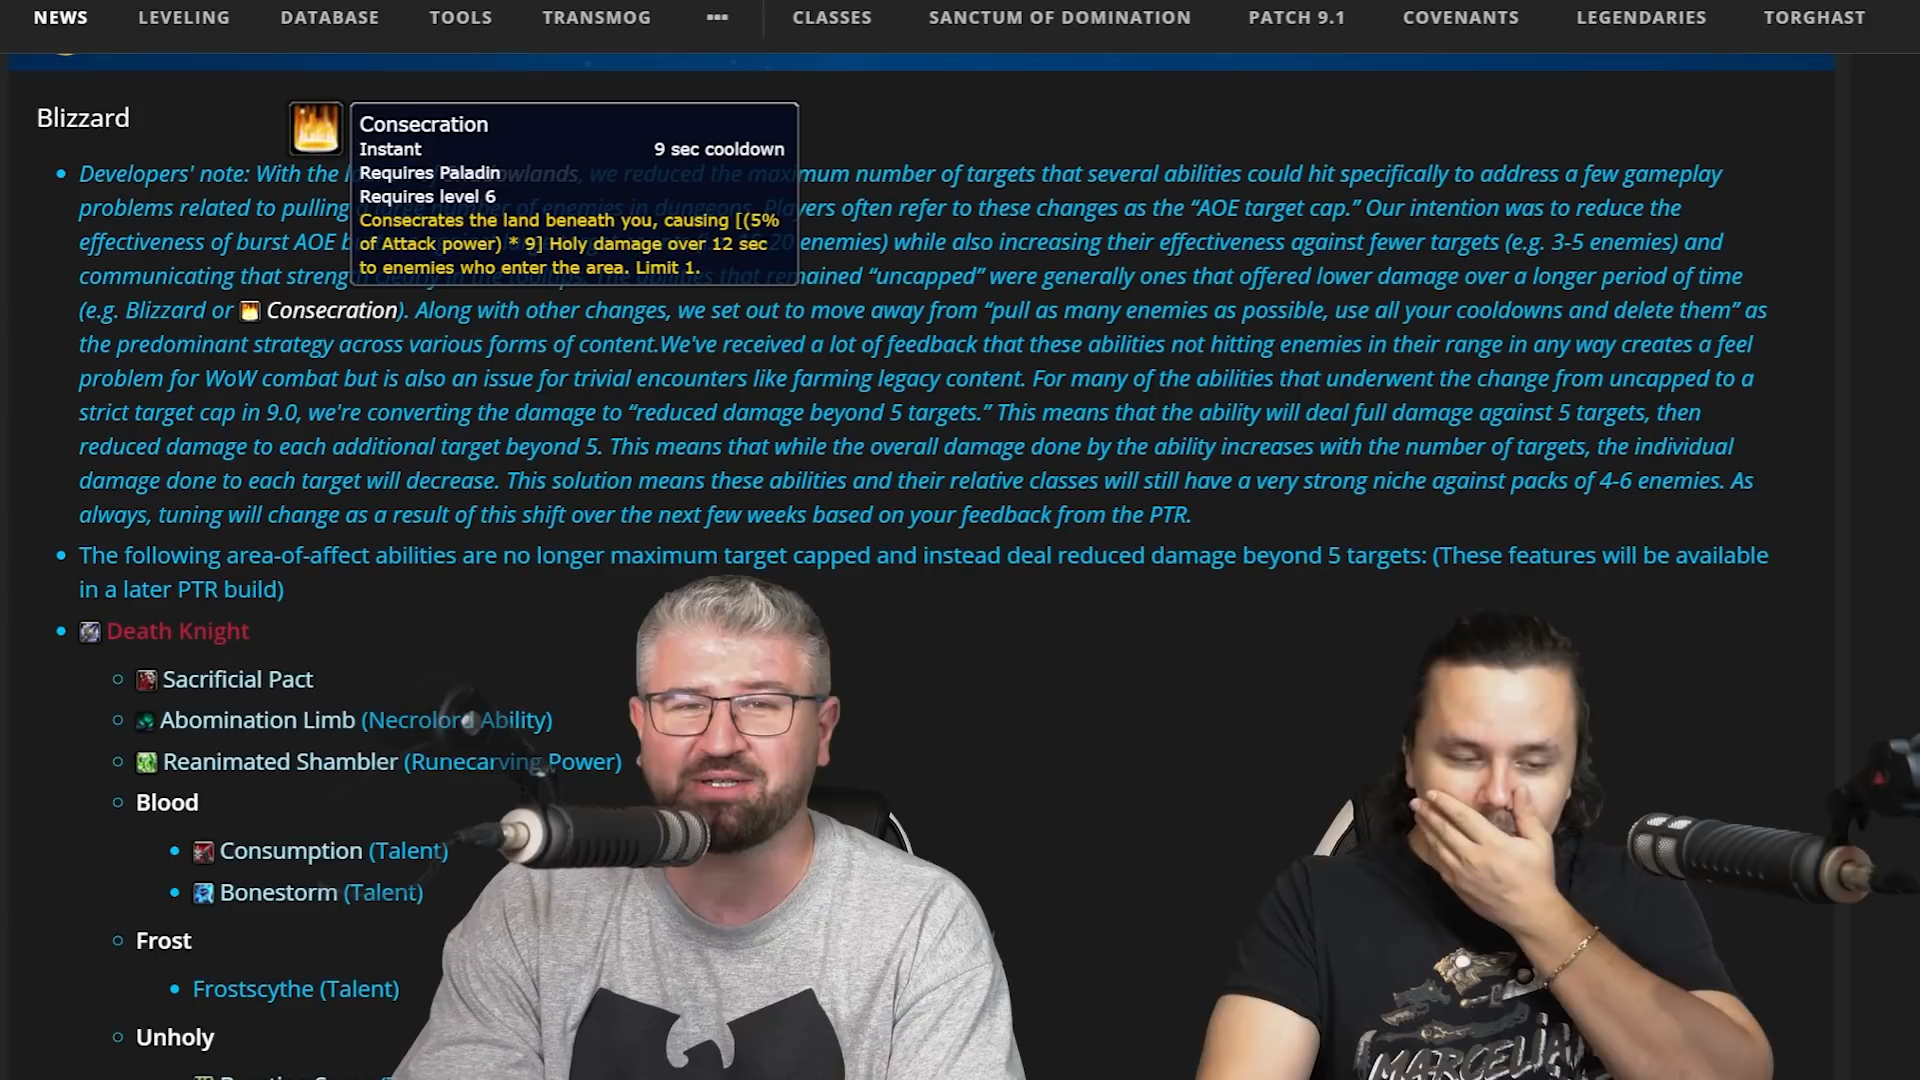 NEWS LEVELING DATABASE TOOLS TRANSMOG ••• CLASSES SANCTUM OF DOMINATION PATCH 9.1 COVENANTS LEGENDARIES TORGHAST
Blizzard
Consecration
Instant 9 sec cooldown
Requires Paladin
Requires level 6
Consecrates the land beneath you, causing [(5%
of Attack power) * 9] Holy damage over 12 sec
to enemies who enter the area. Limit 1.
Developers' note: With the owlands, we reduced the maximum number of targets that several abilities could hit specifically to address a few gameplay
problems related to pulling number of enemies in dungeons. Players often refer to these changes as the “AOE target cap.” Our intention was to reduce the
effectiveness of burst AOE 20 enemies) while also increasing their effectiveness against fewer targets (e.g. 3-5 enemies) and
communicating that strength that remained “uncapped” were generally ones that offered lower damage over a longer period of time
(e.g. Blizzard or Consecration). Along with other changes, we set out to move away from “pull as many enemies as possible, use all your cooldowns and delete them” as
the predominant strategy across various forms of content.We've received a lot of feedback that these abilities not hitting enemies in their range in any way creates a feel
problem for WoW combat but is also an issue for trivial encounters like farming legacy content. For many of the abilities that underwent the change from uncapped to a
strict target cap in 9.0, we're converting the damage to “reduced damage beyond 5 targets.” This means that the ability will deal full damage against 5 targets, then
reduced damage to each additional target beyond 5. This means that while the overall damage done by the ability increases with the number of targets, the individual
damage done to each target will decrease. This solution means these abilities and their relative classes will still have a very strong niche against packs of 4-6 enemies. As
always, tuning will change as a result of this shift over the next few weeks based on your feedback from the PTR.
The following area-of-affect abilities are no longer maximum target capped and instead deal reduced damage beyond 5 targets: (These features will be available
in a later PTR build)
Death Knight
Sacrificial Pact
Abomination Limb (Necrolord Ability)
Reanimated Shambler (Runecarving Power)
Blood
Consumption (Talent)
Bonestorm (Talent)
Frost
Frostscythe (Talent)
Unholy
MARCELIA